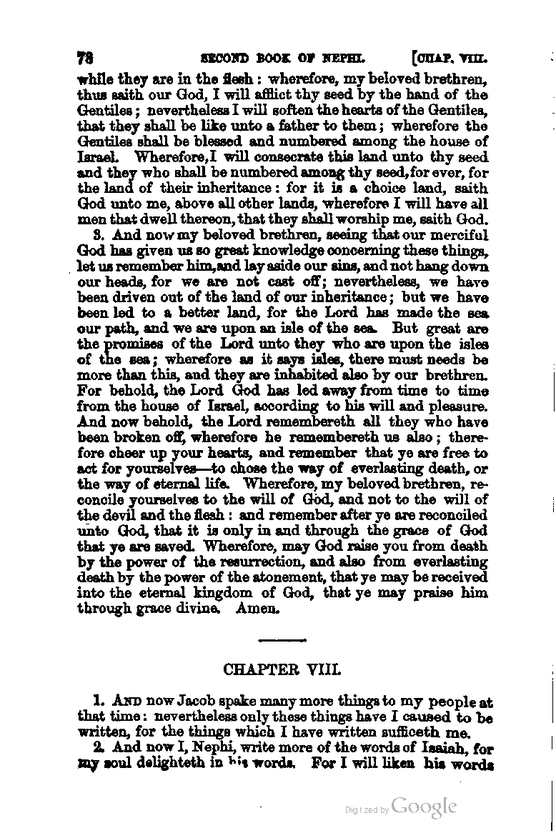 78 SECOND BOOK OF NEPHI. [CHAP. VIII.
while they are in the flesh : wherefore, my beloved brethren,
thus saith our God, I will afflict thy seed by the hand of the
Gentiles ; nevertheless I will soften the hearts of the Gentiles,
that they shall be like unto a father to them ; wherefore the
Gentiles shall be blessed and numbered among the house of
Israel. Wherefore, I will consecrate this land unto thy seed
and they who shall be numbered among thy seed, for ever, for
the land of their inheritance : for it is a choice land, saith
God unto me, above all other lands, wherefore I will have all
men that dwell thereon, that they shall worship me, saith God.
3. And now my beloved brethren, seeing that our merciful
God has given us so great knowledge concerning these things,
let us remember him, and lay aside our sins, and not hang down
our heads, for we are not cast off; nevertheless, we have
been driven out of the land of our inheritance; but we have
been led to a better land, for the Lord has made the sea
our path, and we are upon an isle of the sea. But great are
the promises of the Lord unto they who are upon the isles
of the sea; wherefore as it says isles, there must needs be
more than this, and they are inhabited also by our brethren.
For behold, the Lord God has led away from time to time
from the house of Israel, according to his will and pleasure.
And now behold, the Lord remembereth all they who have
been broken off, wherefore he remembereth us also ; there-
fore cheer up your hearts, and remember that ye are free to
act for yourselves—to chose the way of everlasting death, or
the way of eternal life. Wherefore, my beloved brethren, re-
concile yourselves to the will of God, and not to the will of
the devil and the flesh : and remember after ye are reconciled
unto God, that it is only in and through the grace of God
that ye are saved. Wherefore, may God raise you from death
by the power of the resurrection, and also from everlasting
death by the power of the atonement, that ye may be received
into the eternal kingdom of God, that ye may praise him
through grace divine. Amen.
CHAPTER VIII.
1. AND now Jacob spake many more things to my people at
that time : nevertheless only these things have I caused to be
written, for the things which I have written sufficeth me.
2. And now I, Nephi, write more of the words of Isaiah, for
my soul delighteth in his words. For I will liken his words
Digitized by Google